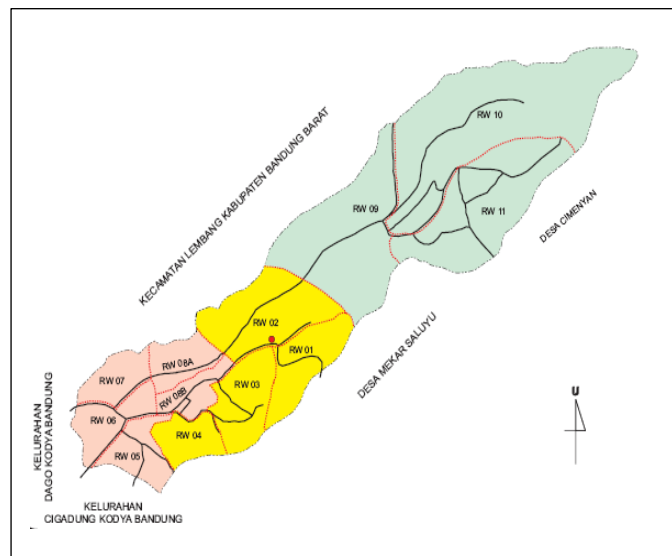 RW 10
KECAMATAN LEMBANG KABUPATEN BANDUNG BARAT
RW 09
RW 11
DESA CIMENYAN
RW 02
RW 01
DESA MEKAR SALUYU
RW 08A
RW 07
RW 03
RW 08B
RW 06
RW 04
RW 05
U
KELURAHAN
DAGO KODYA BANDUNG
KELURAHAN
CIGADUNG KODYA BANDUNG